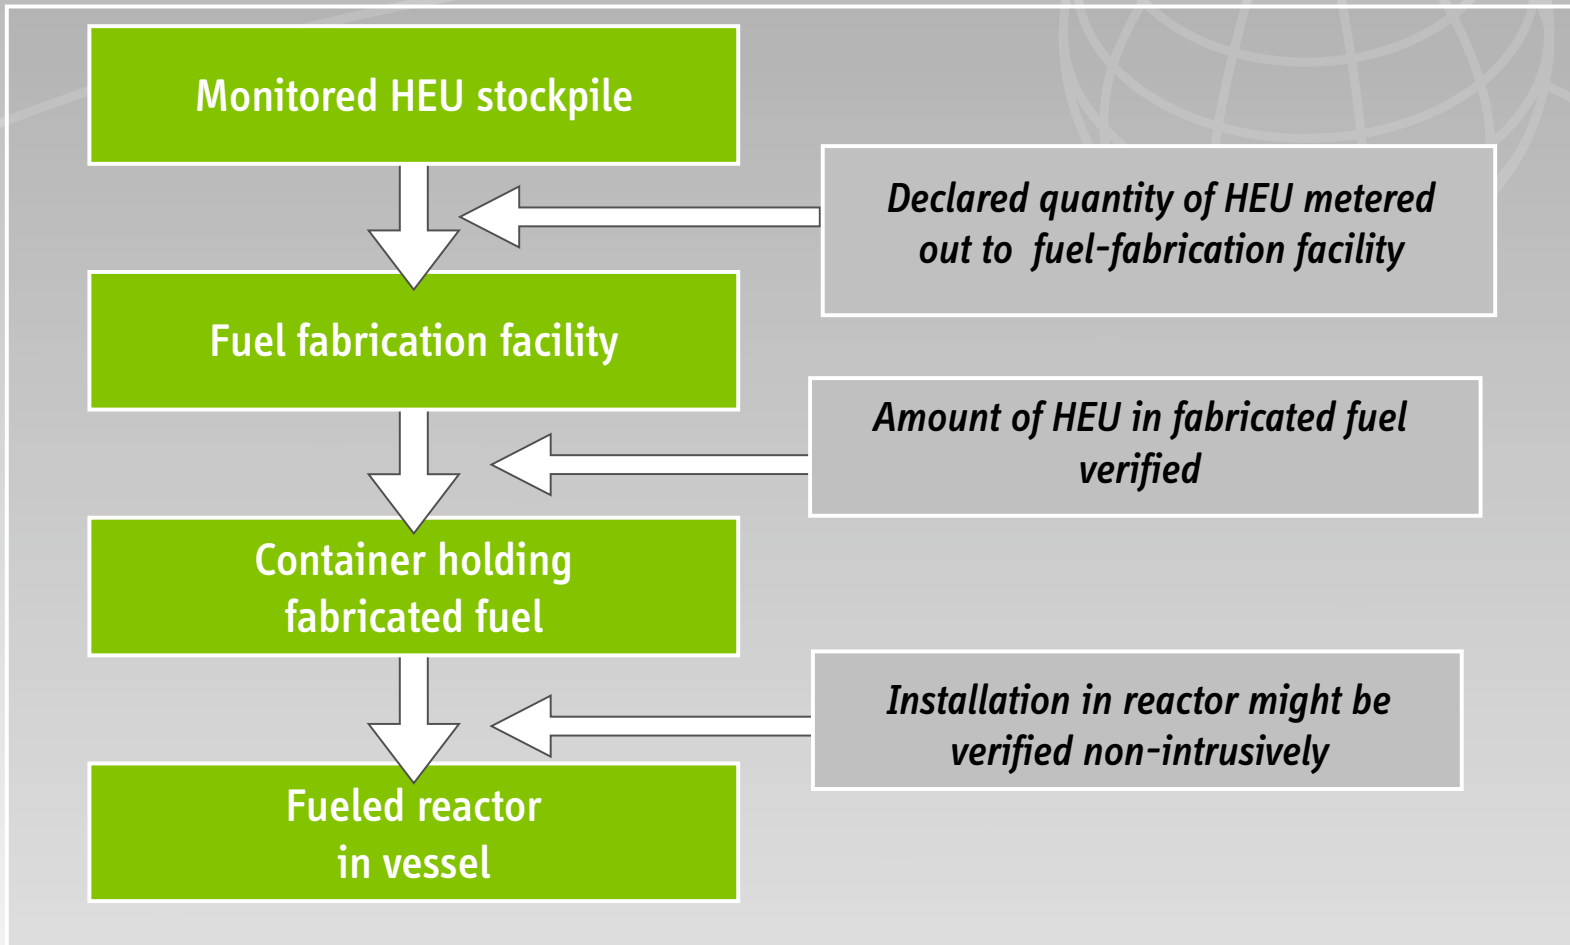 Monitored HEU stockpile
Declared quantity of HEU metered
out to  fuel-fabrication facility
Fuel fabrication facility
Amount of HEU in fabricated fuel
verified
Container holding
fabricated fuel
Installation in reactor might be
verified non-intrusively
Fueled reactor
in vessel